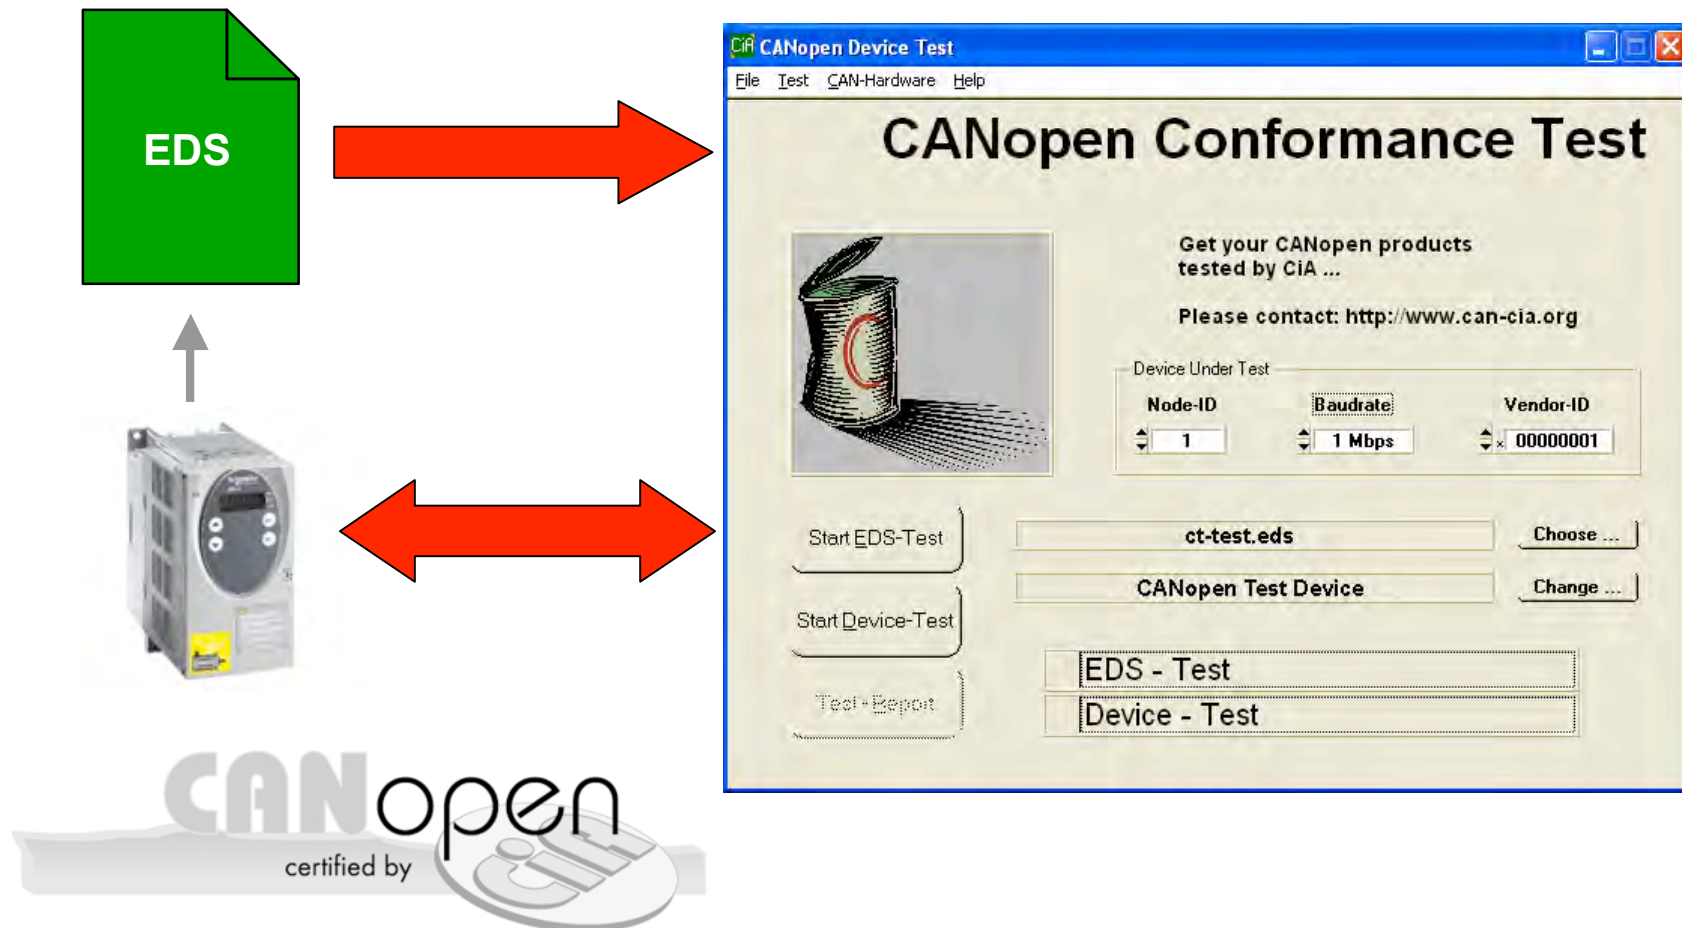 EDS
CiA CANopen Device Test
File Test CAN-Hardware Help
CANopen Conformance Test
Get your CANopen products
tested by CiA ...
Please contact: http://www.can-cia.org
Device Under Test
Node-ID Baudrate Vendor-ID
1 1 Mbps x 00000001
Start EDS-Test ct-test.eds Choose ...
CANopen Test Device Change ...
Start Device-Test
EDS - Test
Test - Report
Device - Test
CANopen
certified by CiA